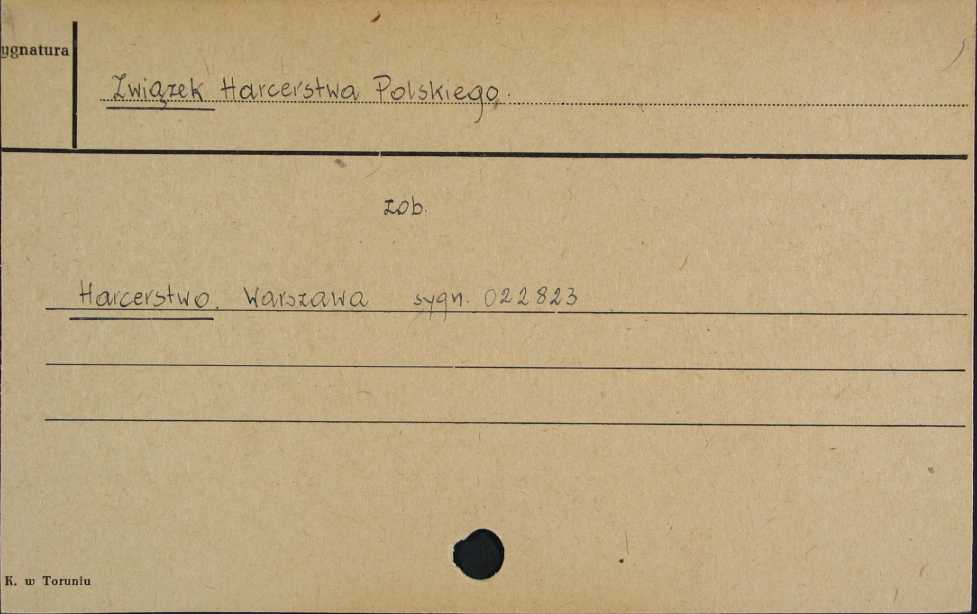 ygnatura
Związek Harcerstwa Polskiego.
zob.
Harcerstwo. Warszawa sygn. 022823
K. w Toruniu